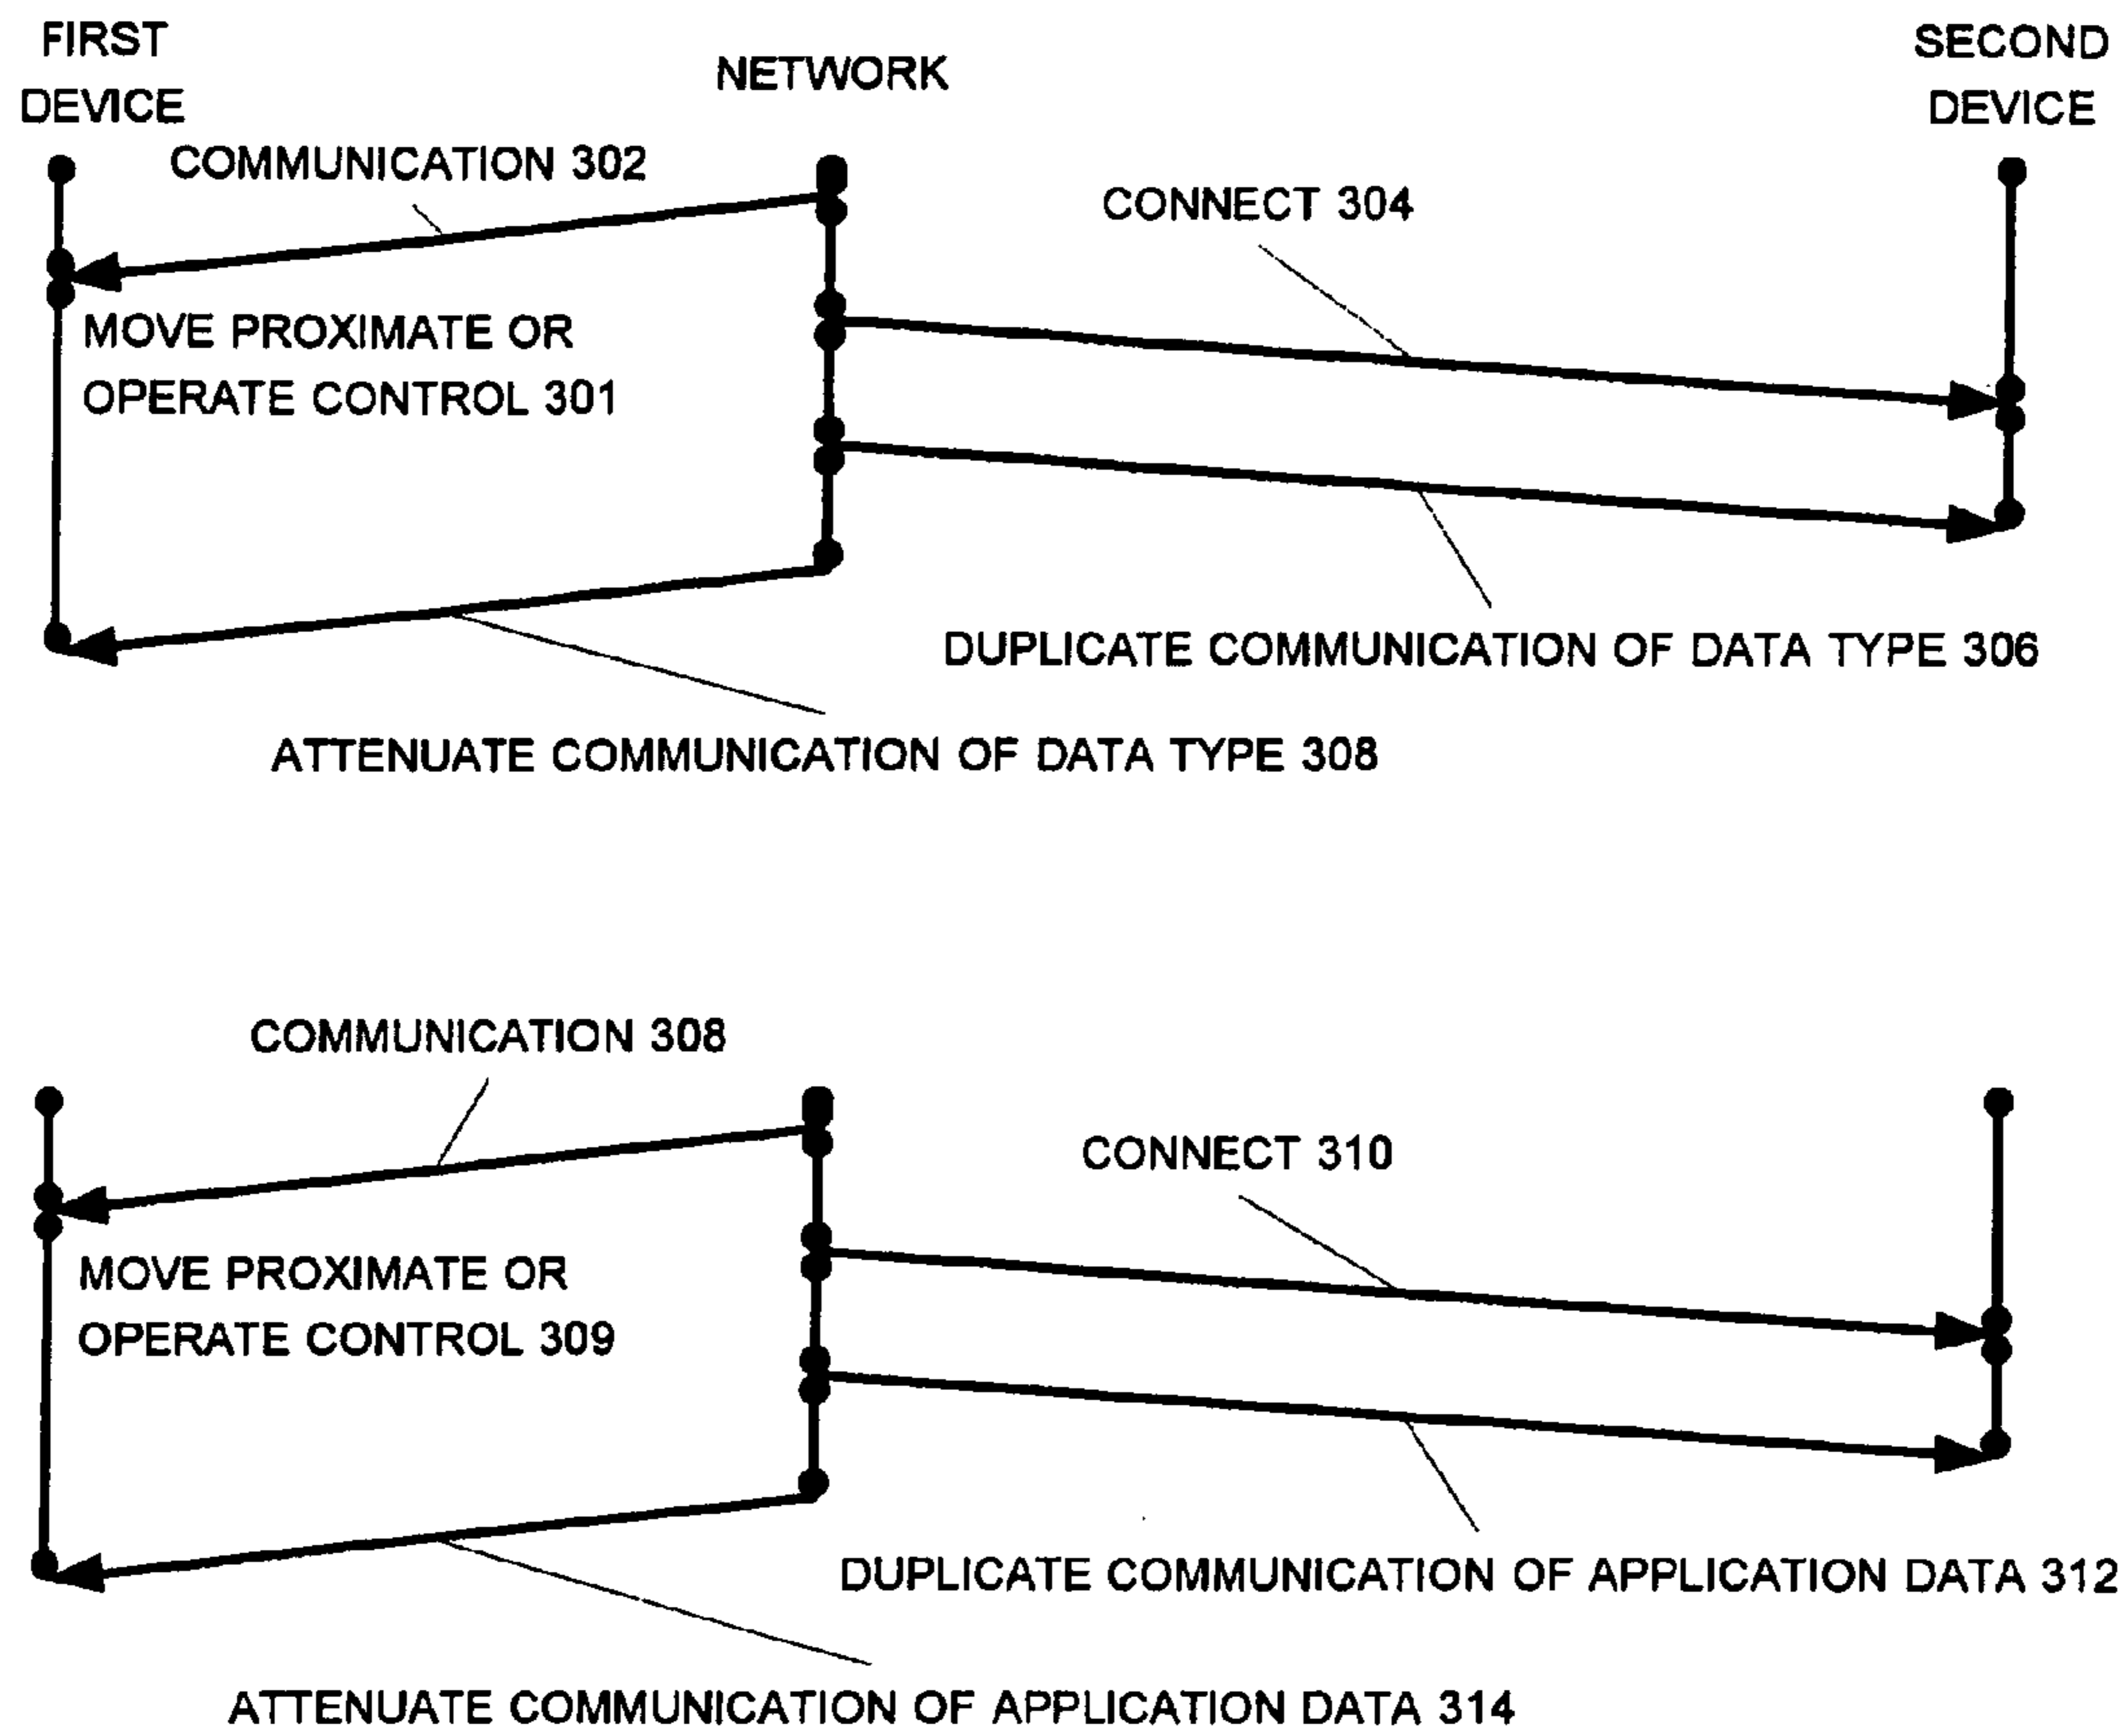 FIRST
DEVICE
NETWORK
SECOND
DEVICE
COMMUNICATION 302
CONNECT 304
MOVE PROXIMATE OR
OPERATE CONTROL 301
DUPLICATE COMMUNICATION OF DATA TYPE 306
ATTENUATE COMMUNICATION OF DATA TYPE 308
COMMUNICATION 308
CONNECT 310
MOVE PROXIMATE OR
OPERATE CONTROL 309
DUPLICATE COMMUNICATION OF APPLICATION DATA 312
ATTENUATE COMMUNICATION OF APPLICATION DATA 314